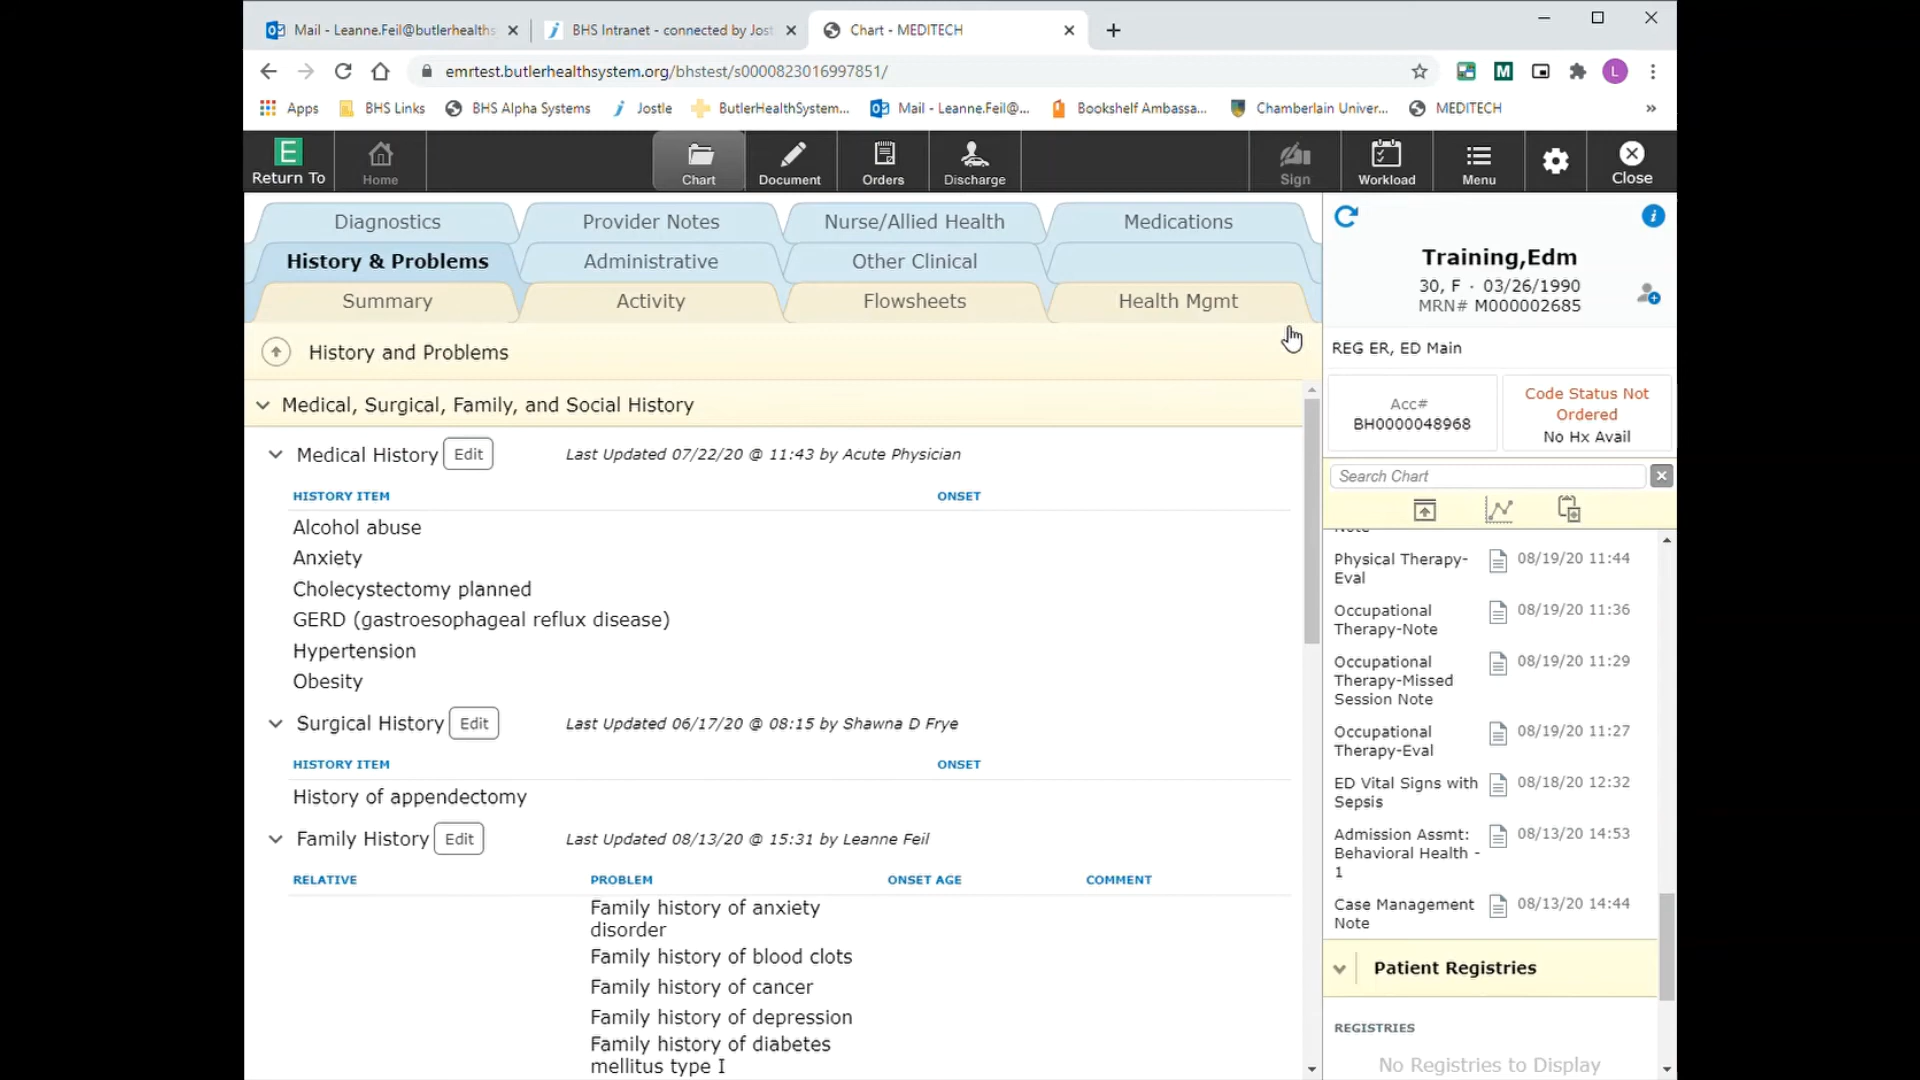 Mail - Leanne.Feil@butlerhealths
BHS Intranet - connected by Jost
Chart - MEDITECH
emrtest.butlerhealthsystem.org/bhstest/s0000823016997851/
M
L
Apps
BHS Links
BHS Alpha Systems
Jostle
ButlerHealthSystem...
Mail - Leanne.Feil@...
Bookshelf Ambassa...
Chamberlain Univer...
MEDITECH
»
E
Return To
Home
Chart
Document
Orders
Discharge
Sign
Workload
Menu
Close
Diagnostics
Provider Notes
Nurse/Allied Health
Medications
History & Problems
Administrative
Other Clinical
Summary
Activity
Flowsheets
Health Mgmt
History and Problems
Medical, Surgical, Family, and Social History
Medical History
Edit
Last Updated 07/22/20 @ 11:43 by Acute Physician
HISTORY ITEM
ONSET
Alcohol abuse
Anxiety
Cholecystectomy planned
GERD (gastroesophageal reflux disease)
Hypertension
Obesity
Surgical History
Edit
Last Updated 06/17/20 @ 08:15 by Shawna D Frye
HISTORY ITEM
ONSET
History of appendectomy
Family History
Edit
Last Updated 08/13/20 @ 15:31 by Leanne Feil
RELATIVE
PROBLEM
ONSET AGE
COMMENT
Family history of anxiety
disorder
Family history of blood clots
Family history of cancer
Family history of depression
Family history of diabetes
mellitus type I
i
Training,Edm
30, F · 03/26/1990
MRN# M000002685
REG ER, ED Main
Acc#
BH0000048968
Code Status Not
Ordered
No Hx Avail
Search Chart
Note
Physical Therapy-
Eval
08/19/20 11:44
Occupational
Therapy-Note
08/19/20 11:36
Occupational
Therapy-Missed
Session Note
08/19/20 11:29
Occupational
Therapy-Eval
08/19/20 11:27
ED Vital Signs with
Sepsis
08/18/20 12:32
Admission Assmt:
Behavioral Health -
1
08/13/20 14:53
Case Management
Note
08/13/20 14:44
Patient Registries
REGISTRIES
No Registries to Display